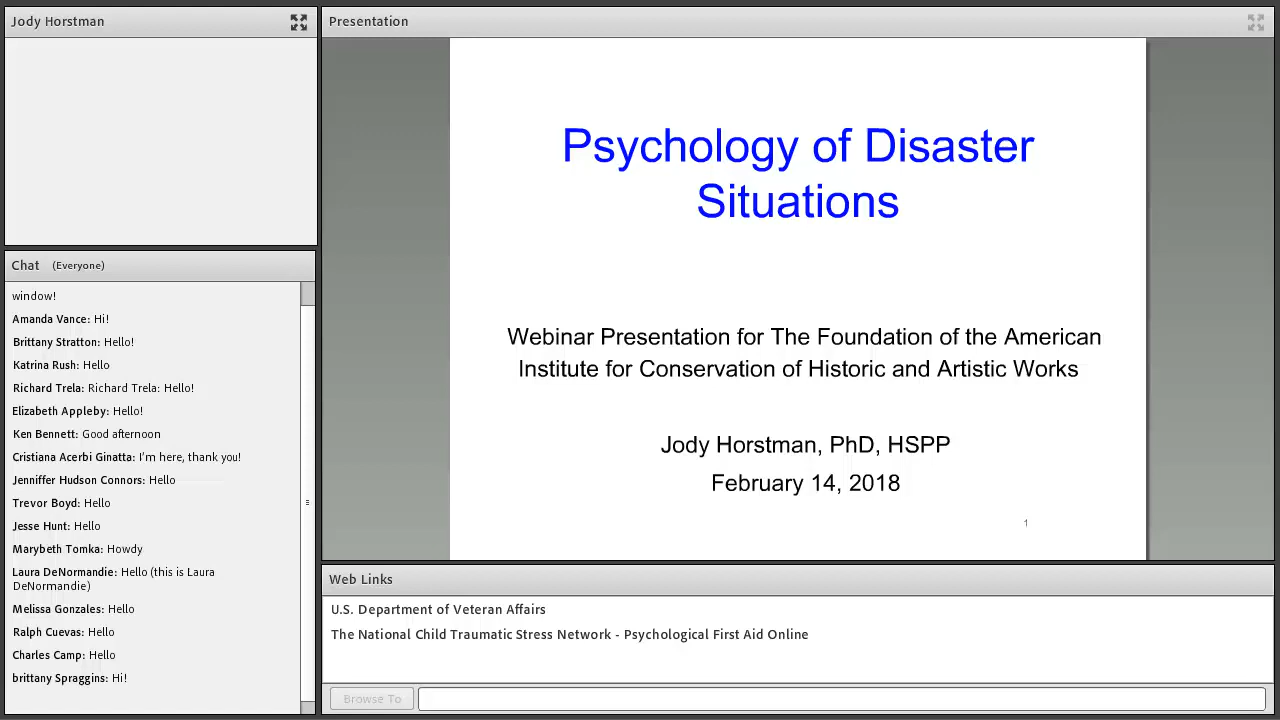 Jody Horstman
Presentation
Psychology of Disaster
Situations
Webinar Presentation for The Foundation of the American
Institute for Conservation of Historic and Artistic Works
Jody Horstman, PhD, HSPP
February 14, 2018
1
Chat (Everyone)
window!
Amanda Vance: Hi!
Brittany Stratton: Hello!
Katrina Rush: Hello
Richard Trela: Richard Trela: Hello!
Elizabeth Appleby: Hello!
Ken Bennett: Good afternoon
Cristiana Acerbi Ginatta: I'm here, thank you!
Jenniffer Hudson Connors: Hello
Trevor Boyd: Hello
Jesse Hunt: Hello
Marybeth Tomka: Howdy
Laura DeNormandie: Hello (this is Laura
DeNormandie)
Melissa Gonzales: Hello
Ralph Cuevas: Hello
Charles Camp: Hello
brittany Spraggins: Hi!
Web Links
U.S. Department of Veteran Affairs
The National Child Traumatic Stress Network - Psychological First Aid Online
Browse To